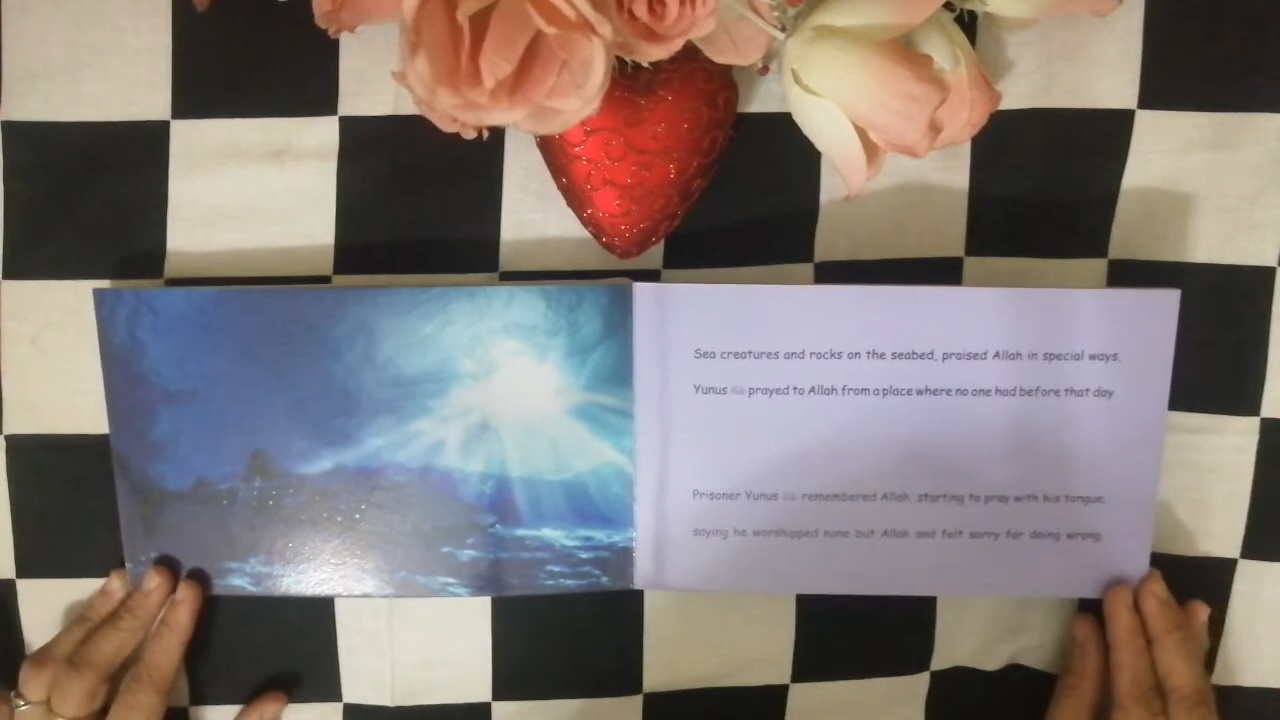 Sea creatures and rocks on the seabed, praised Allah in special ways.
Yunus prayed to Allah from a place where no one had before that day.
Prisoner Yunus remembered Allah, starting to pray with his tongue,
saying he worshipped none but Allah and felt sorry for doing wrong.